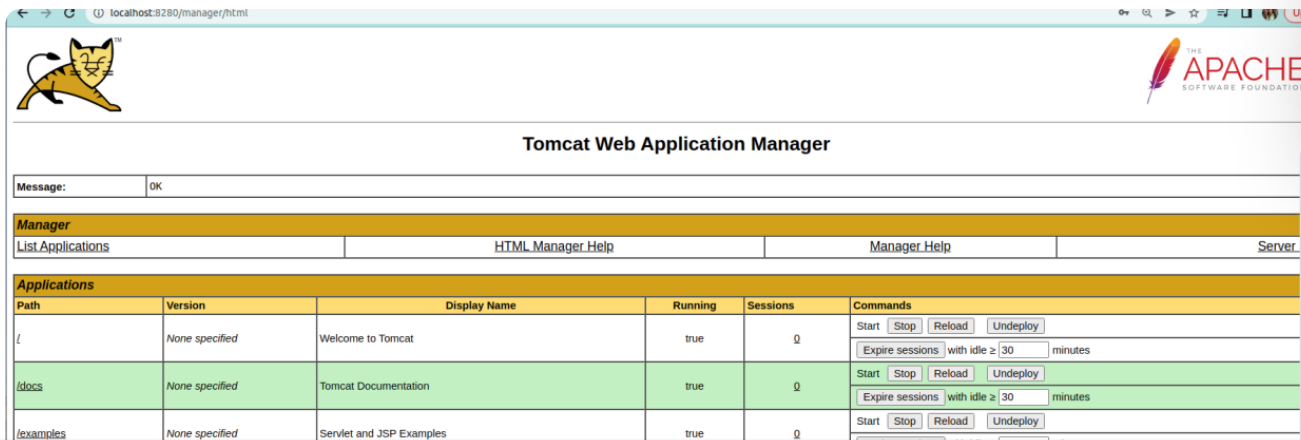 localhost:8280/manager/html
TM
THE
APACHE
SOFTWARE FOUNDATIO
Tomcat Web Application Manager
Message: OK
Manager
List Applications HTML Manager Help Manager Help Server
Applications
Path Version Display Name Running Sessions Commands
/ None specified Welcome to Tomcat true 0 Start Stop Reload Undeploy
Expire sessions with idle ≥ 30 minutes
/docs None specified Tomcat Documentation true 0 Start Stop Reload Undeploy
Expire sessions with idle ≥ 30 minutes
/examples None specified Servlet and JSP Examples true 0 Start Stop Reload Undeploy